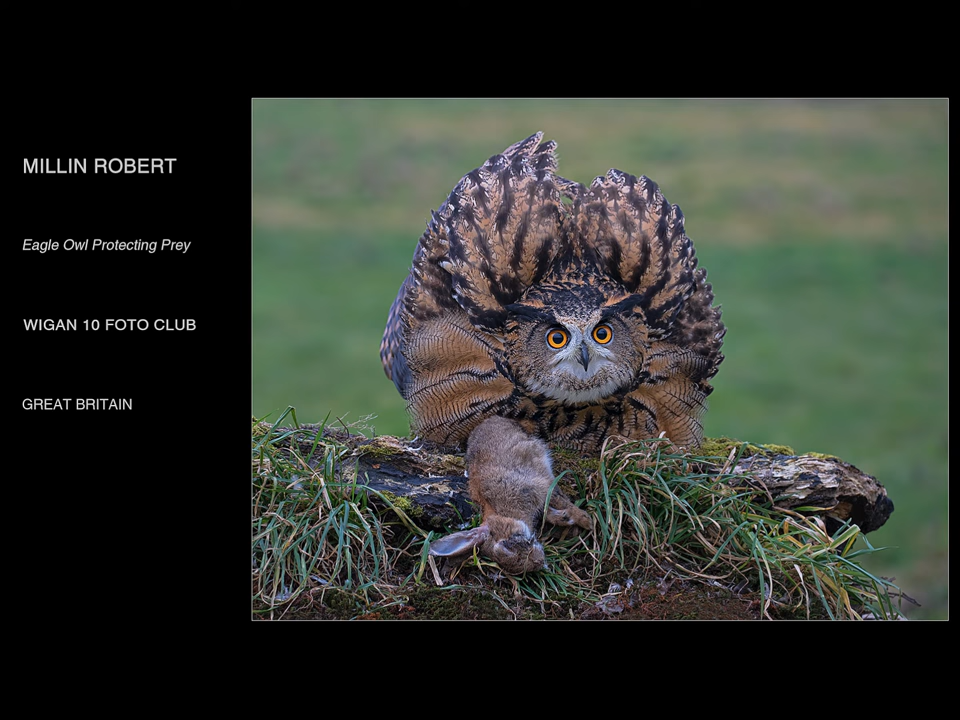 MILLIN ROBERT
Eagle Owl Protecting Prey
WIGAN 10 FOTO CLUB
GREAT BRITAIN